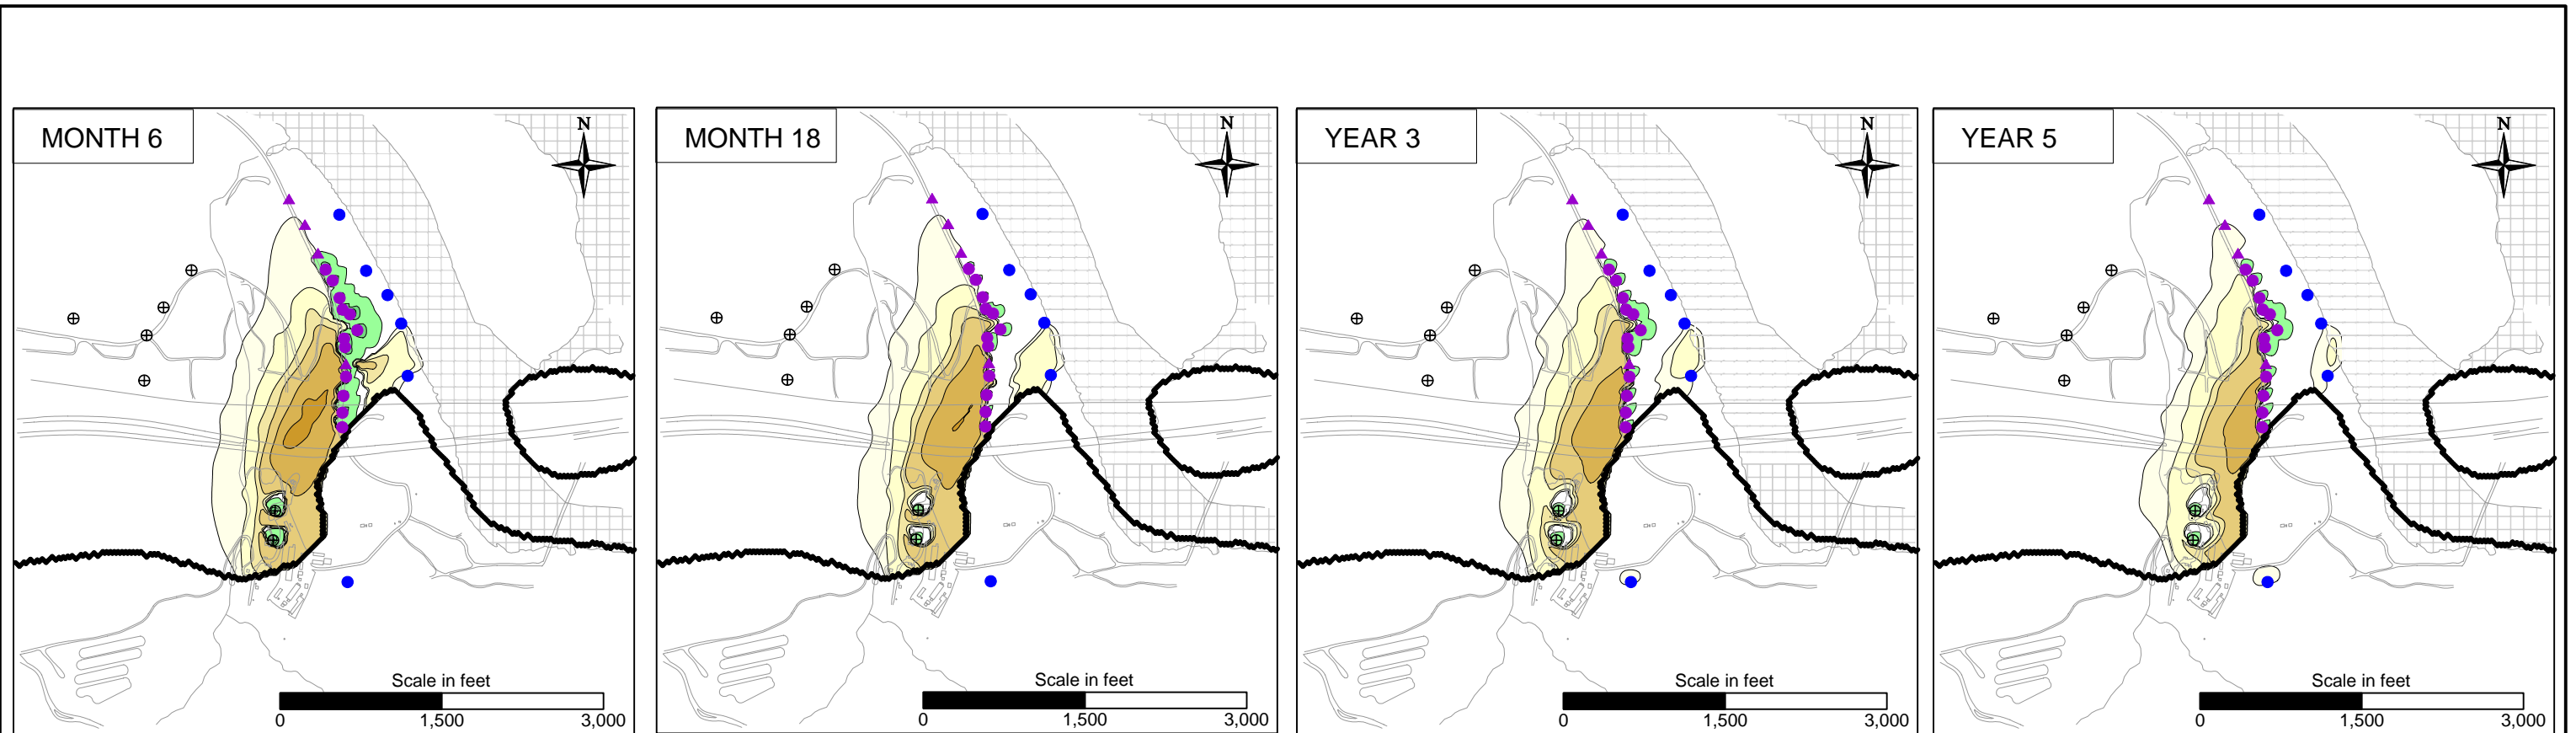 MONTH 6
N
Scale in feet
0 1,500 3,000
MONTH 18
N
Scale in feet
0 1,500 3,000
YEAR 3
N
Scale in feet
0 1,500 3,000
YEAR 5
N
Scale in feet
0 1,500 3,000